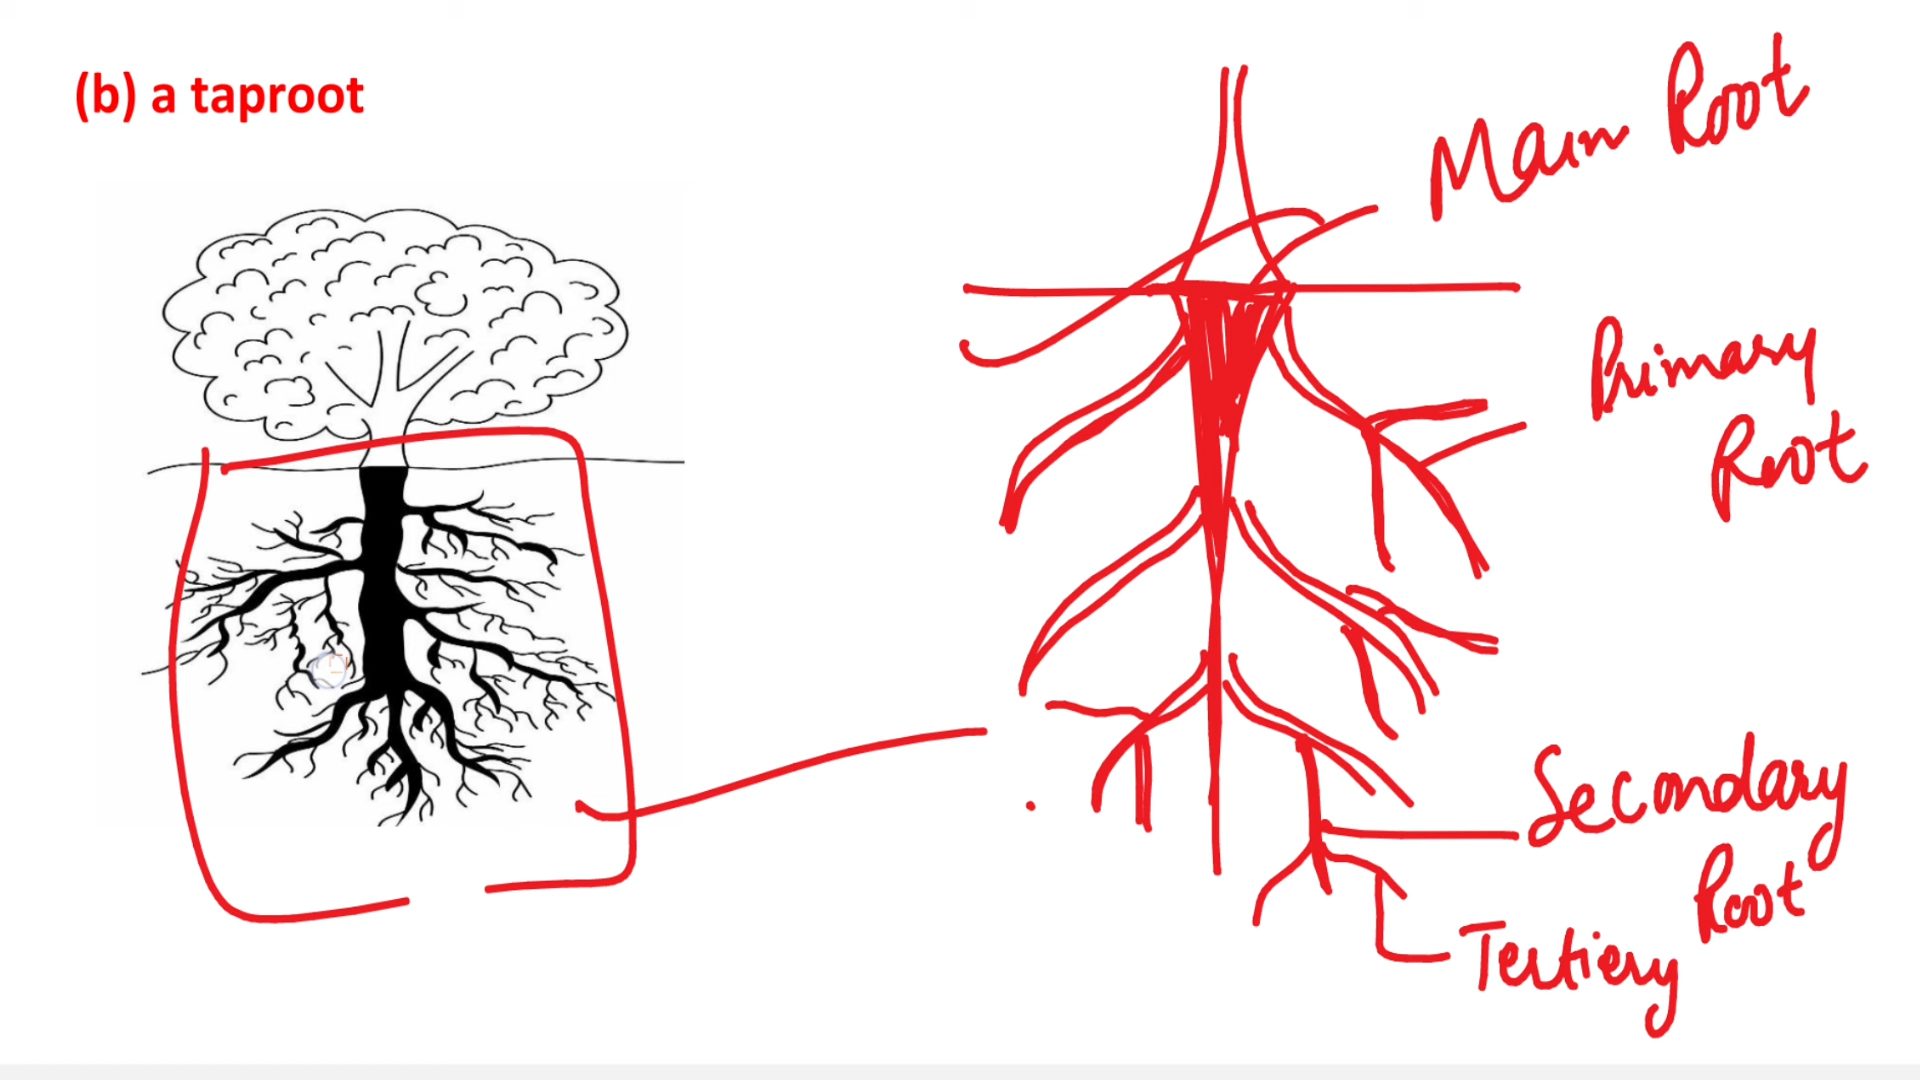 (b) a taproot
Main Root
Primary
Root
Secondary
Root
Tertiery